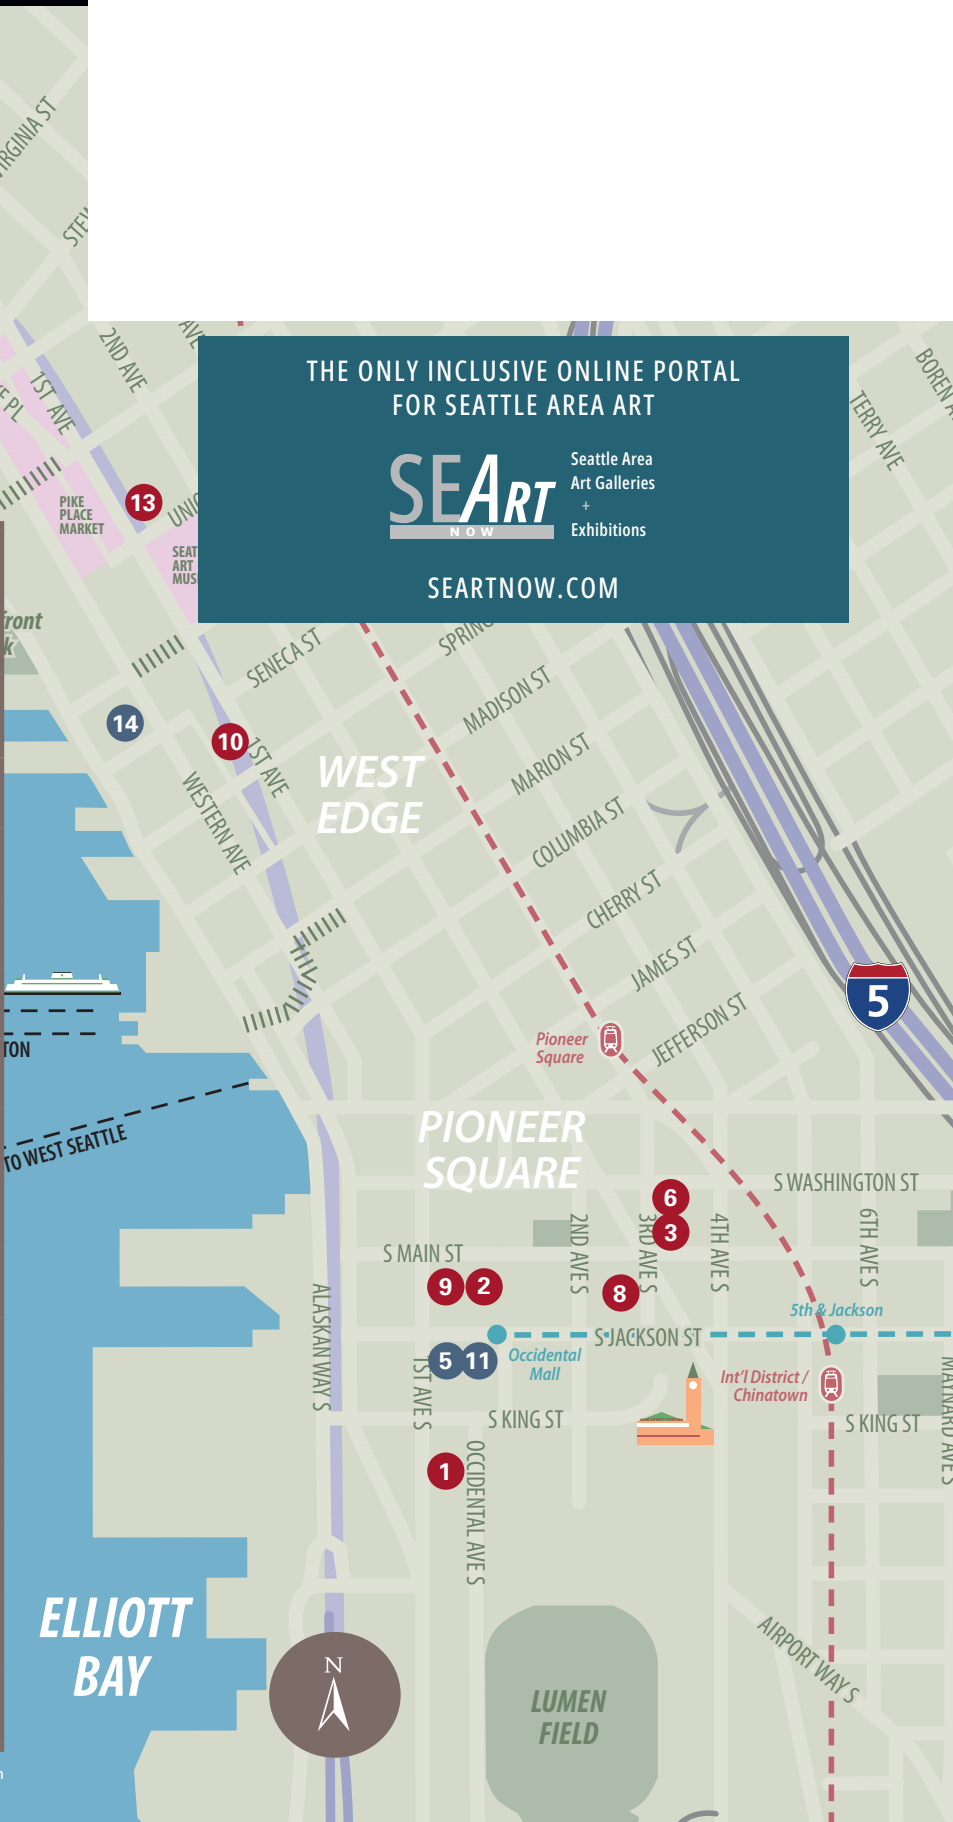 2ND AVE
1ST AVE
TERRY AVE
THE ONLY INCLUSIVE ONLINE PORTAL
FOR SEATTLE AREA ART
SEART
NOW
Seattle Area
Art Galleries
+
Exhibitions
SEARTNOW.COM
PIKE
PLACE
MARKET
13
ART
SENECA ST
MADISON ST
14
10
1ST AVE
WESTERN AVE
WEST
EDGE
MARION ST
COLUMBIA ST
CHERRY ST
JAMES ST
JEFFERSON ST
5
Pioneer
Square
TO WEST SEATTLE
PIONEER
SQUARE
S WASHINGTON ST
6
3
2ND AVE S
3RD AVE S
4TH AVE S
6TH AVE S
S MAIN ST
9
2
8
ALASKAN WAY S
5th & Jackson
S JACKSON ST
5
11
Occidental
Mall
1ST AVE S
Int'l District /
Chinatown
MAYNARD AVE S
S KING ST
S KING ST
1
OCCIDENTAL AVE S
ELLIOTT
BAY
N
LUMEN
FIELD
AIRPORT WAY S